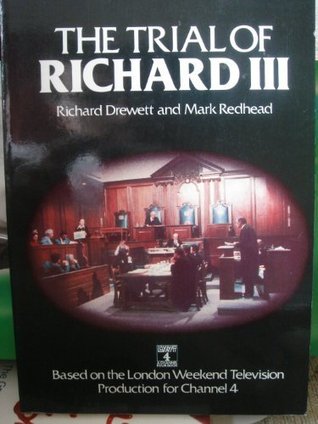 THE TRIAL OF
RICHARD III
Richard Drewett and Mark Redhead
4
Based on the London Weekend Television
Production for Channel 4